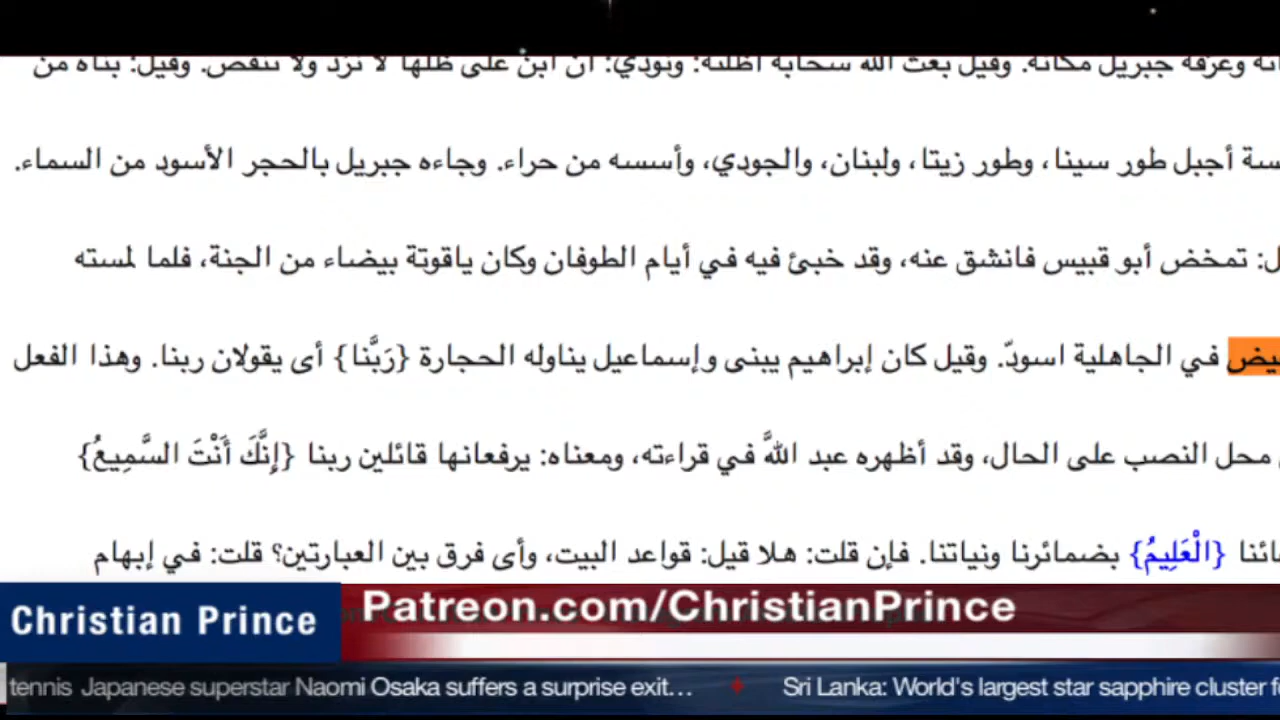 وعرفه جبريل مكانه. وقيل بعث الله سحابة أظلته: ونودي: أن ابن على ظلها لا تزد ولا تنقص. وقيل: بناه من
أجبل طور سينا، وطور زيتا، ولبنان، والجودي، وأسسه من حراء. وجاءه جبريل بالحجر الأسود من السماء.
تمخض أبو قبيس فانشق عنه، وقد خبئ فيه في أيام الطوفان وكان ياقوتة بيضاء من الجنة، فلما لمسته
في الجاهلية اسودّ. وقيل كان إبراهيم يبنى وإسماعيل يناوله الحجارة {رَبَّنا} أى يقولان ربنا. وهذا الفعل
محل النصب على الحال، وقد أظهره عبد اللهَّ في قراءته، ومعناه: يرفعانها قائلين ربنا {إِنَّكَ أَنْتَ السَّمِيعُ}
{الْعَلِيمُ} بضمائرنا ونياتنا. فإن قلت: هلا قيل: قواعد البيت، وأى فرق بين العبارتين؟ قلت: في إبهام
Patreon.com/ChristianPrince
Christian Prince
tennis Japanese superstar Naomi Osaka suffers a surprise exit… Sri Lanka: World's largest star sapphire cluster